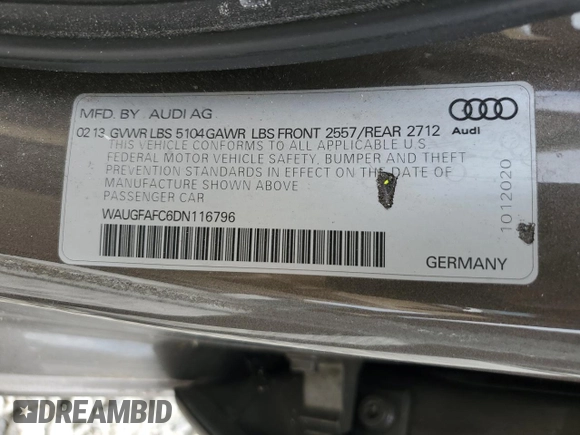 MFD. BY AUDI AG
02 13 GVWR LBS 5104 GAWR LBS FRONT 2557/REAR 2712
Audi
THIS VEHICLE CONFORMS TO ALL APPLICABLE U.S.
FEDERAL MOTOR VEHICLE SAFETY, BUMPER AND THEFT
PREVENTION STANDARDS IN EFFECT ON THE DATE OF
MANUFACTURE SHOWN ABOVE
PASSENGER CAR
WAUGFAFC6DN116796
1012020
GERMANY
DREAMBID